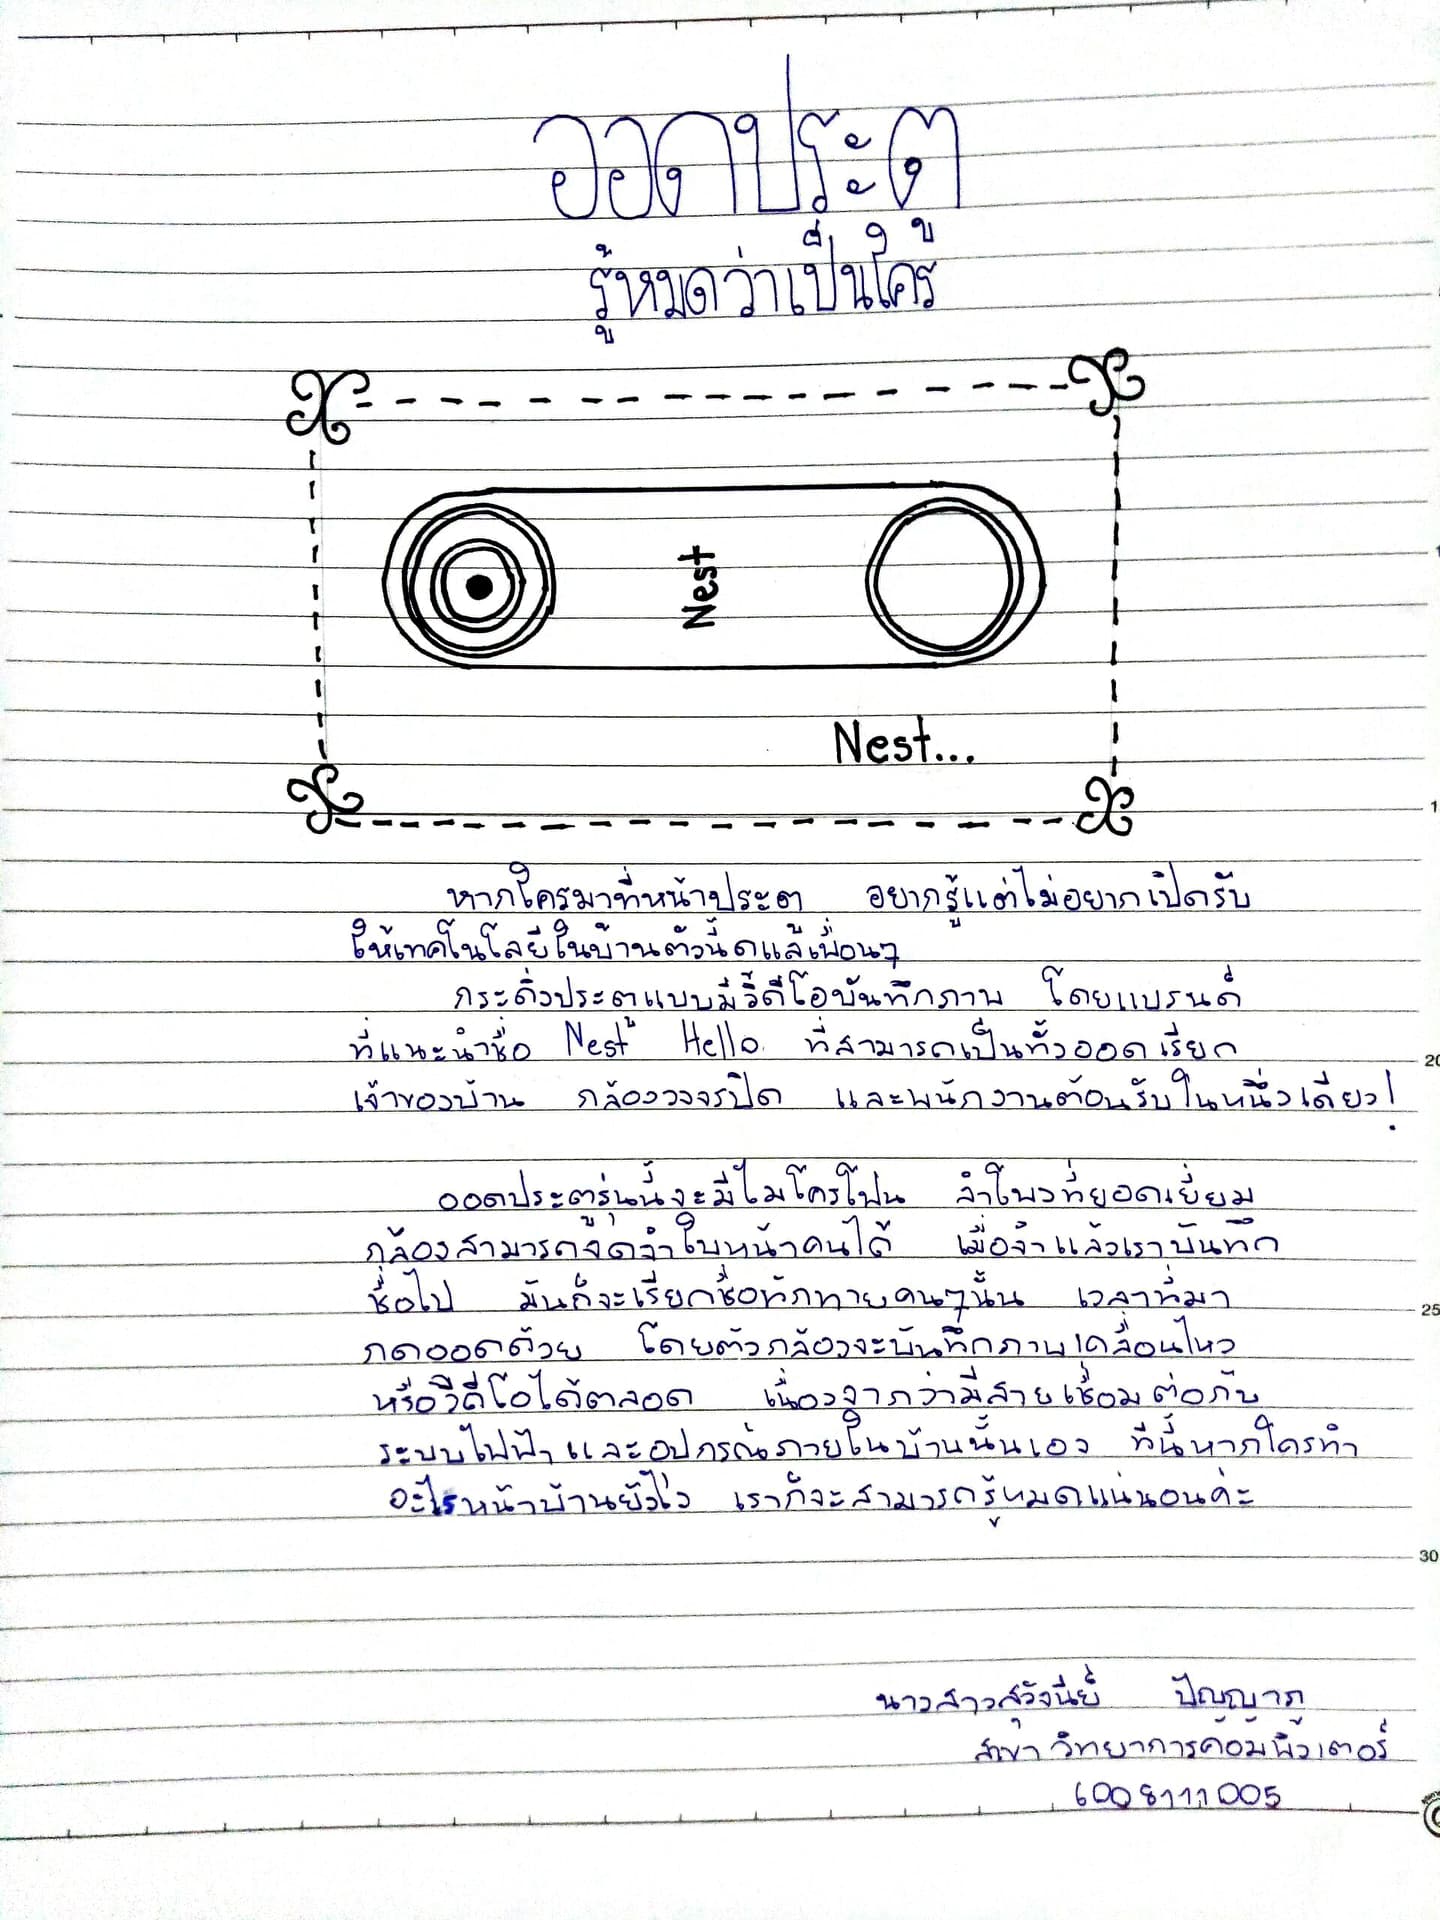 ออดประตู
รู้หมดว่าเป็นใคร
Nest
Nest...
หากใครมาที่หน้าประตู อยากรู้แต่ไม่อยากเปิดรับ
ให้เทคโนโลยีในบ้านตัวนี้ดูแลเพื่อนๆ
กระดิ่งประตูแบบมีวีดีโอบันทึกภาพ โดยแบรนด์
ที่แนะนำชื่อ Nest Hello ที่สามารถเป็นทั้งออดเรียก
เจ้าของบ้าน กล้องวงจรปิด และพนักงานต้อนรับในหนึ่งเดียว!
ออดประตูรุ่นนี้จะมีไมโครโฟน ลำโพงที่ยอดเยี่ยม
กล้องสามารถจดจำใบหน้าคนได้ เมื่อจำแล้วเราบันทึก
ชื่อไป มันก็จะเรียกชื่อทักทายคนๆนั้น เวลาที่มา
กดออดด้วย โดยตัวกล้องจะบันทึกภาพเคลื่อนไหว
หรือวีดีโอได้ตลอด เนื่องจากว่ามีสายเชื่อมต่อกับ
ระบบไฟฟ้าและอุปกรณ์ภายในบ้านนั้นเอง ทีนี้หากใครทำ
อะไรหน้าบ้านยังไง เราก็จะสามารถรู้หมดแน่นอนค่ะ
นางสาว ปัญญาภู
สาขา วิทยาการคอมพิวเตอร์
6008111005
1
1
20
25
30